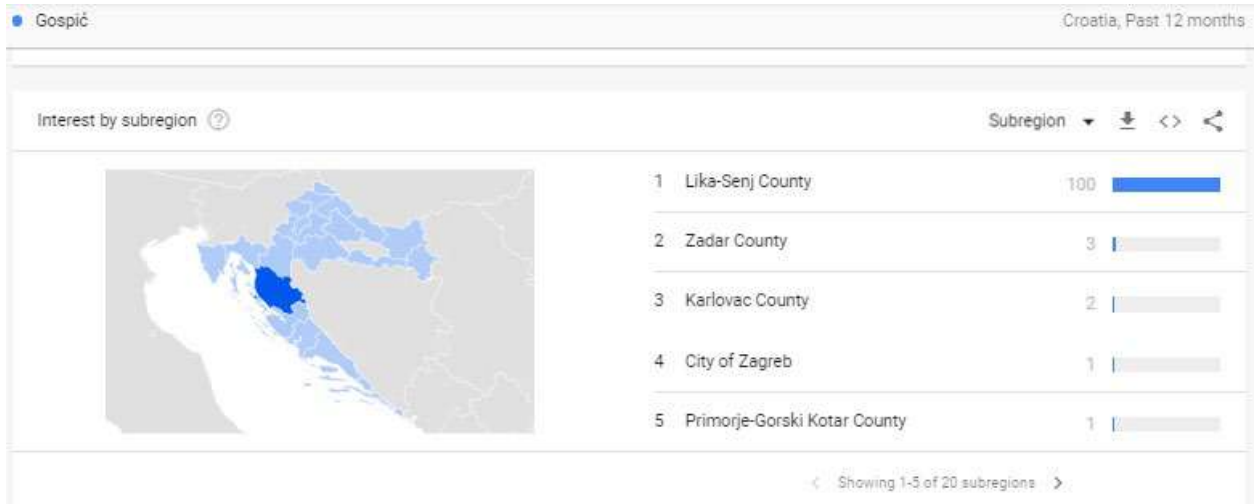 Gospić
Croatia, Past 12 months
Interest by subregion
Subregion
1 Lika-Senj County 100
2 Zadar County 3
3 Karlovac County 2
4 City of Zagreb 1
5 Primorje-Gorski Kotar County 1
Showing 1-5 of 20 subregions